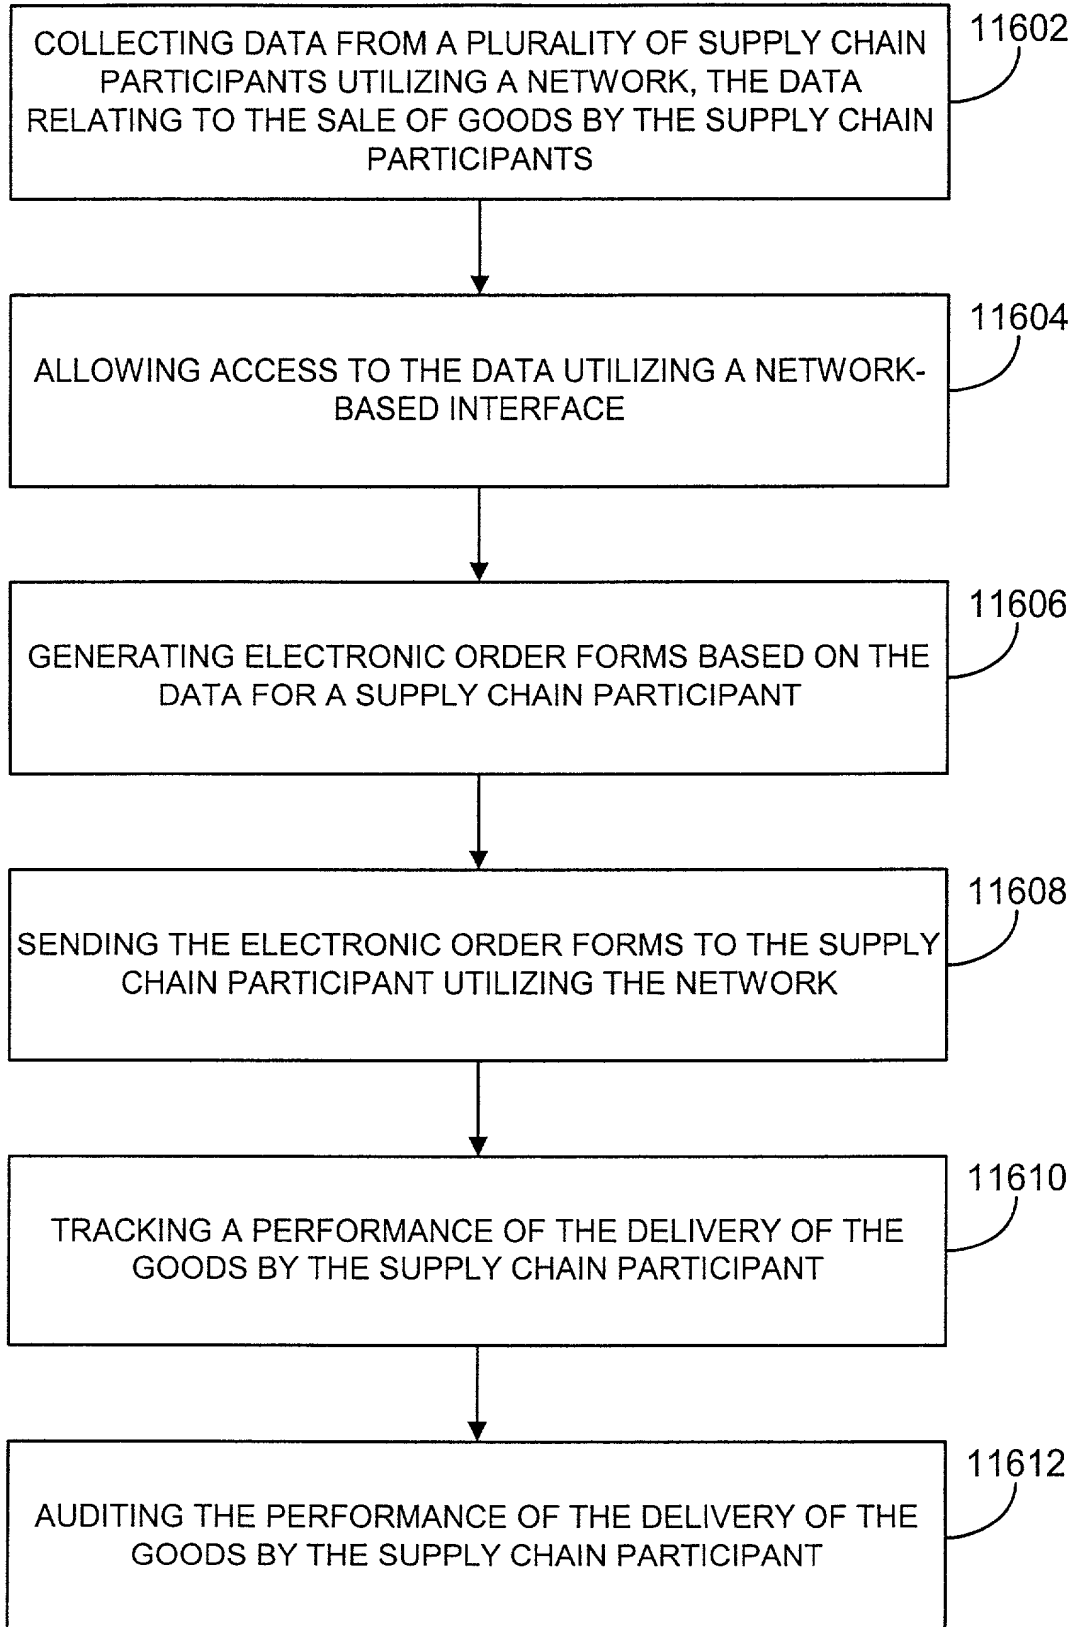 11602
COLLECTING DATA FROM A PLURALITY OF SUPPLY CHAIN
PARTICIPANTS UTILIZING A NETWORK, THE DATA
RELATING TO THE SALE OF GOODS BY THE SUPPLY CHAIN
PARTICIPANTS
11604
ALLOWING ACCESS TO THE DATA UTILIZING A NETWORK-
BASED INTERFACE
11606
GENERATING ELECTRONIC ORDER FORMS BASED ON THE
DATA FOR A SUPPLY CHAIN PARTICIPANT
11608
SENDING THE ELECTRONIC ORDER FORMS TO THE SUPPLY
CHAIN PARTICIPANT UTILIZING THE NETWORK
11610
TRACKING A PERFORMANCE OF THE DELIVERY OF THE
GOODS BY THE SUPPLY CHAIN PARTICIPANT
11612
AUDITING THE PERFORMANCE OF THE DELIVERY OF THE
GOODS BY THE SUPPLY CHAIN PARTICIPANT